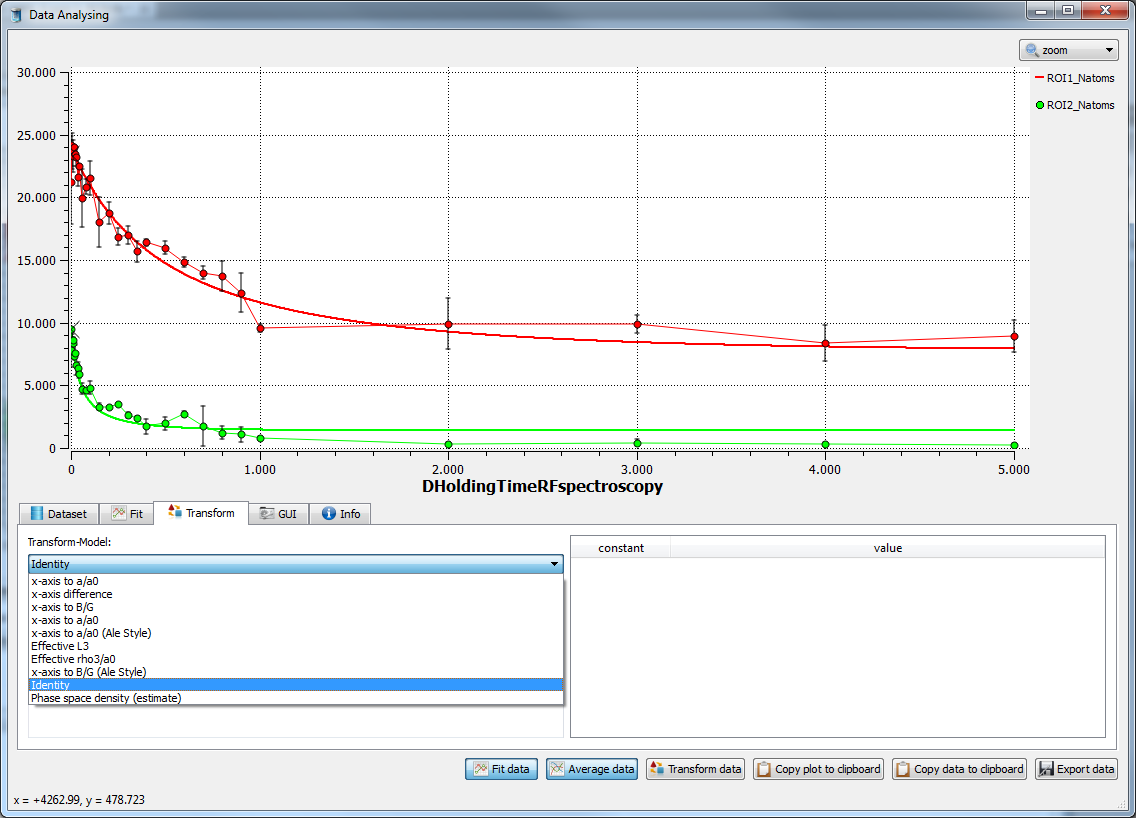 Data Analysing
zoom
30.000
25.000
20.000
15.000
10.000
5.000
0
ROI1_Natoms
ROI2_Natoms
0 1.000 2.000 3.000 4.000 5.000
DHoldingTimeRFspectroscopy
Dataset Fit Transform GUI Info
Transform-Model:
Identity
x-axis to a/a0
x-axis difference
x-axis to B/G
x-axis to a/a0
x-axis to a/a0 (Ale Style)
Effective L3
Effective rho3/a0
x-axis to B/G (Ale Style)
Identity
Phase space density (estimate)
constant value
Fit data Average data Transform data Copy plot to clipboard Copy data to clipboard Export data
x = +4262.99, y = 478.723